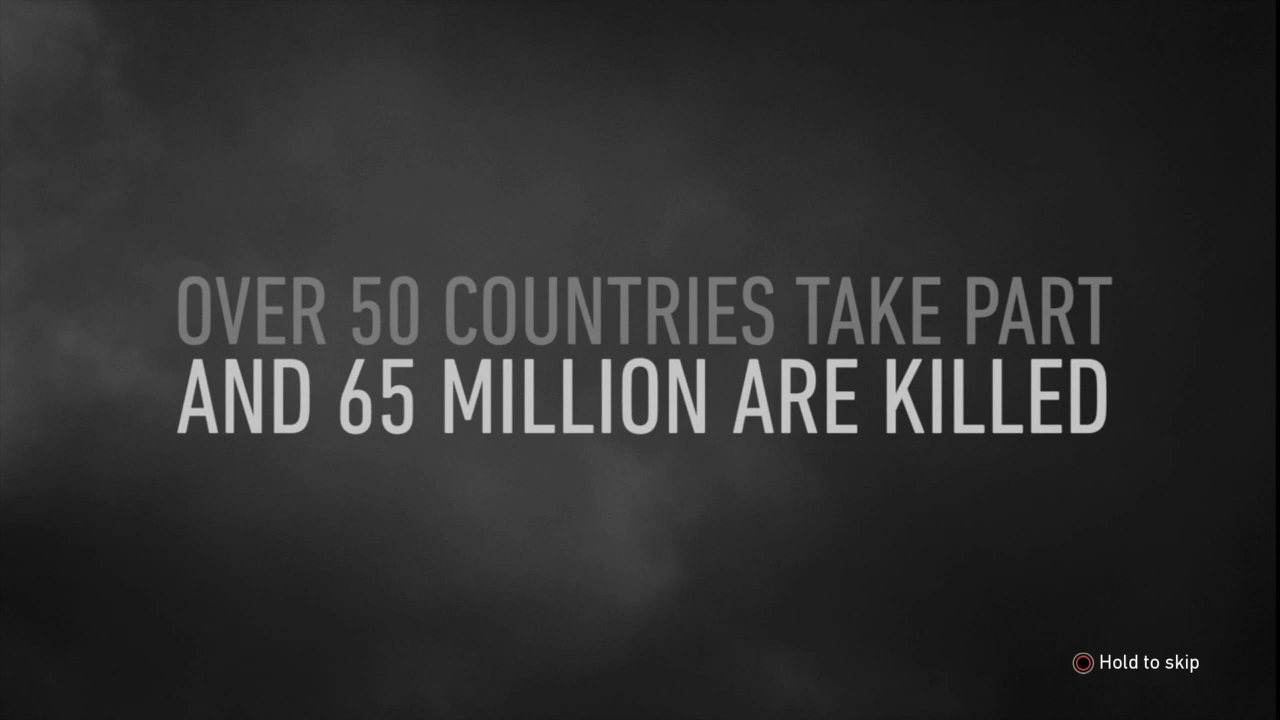 OVER 50 COUNTRIES TAKE PART
AND 65 MILLION ARE KILLED
Hold to skip